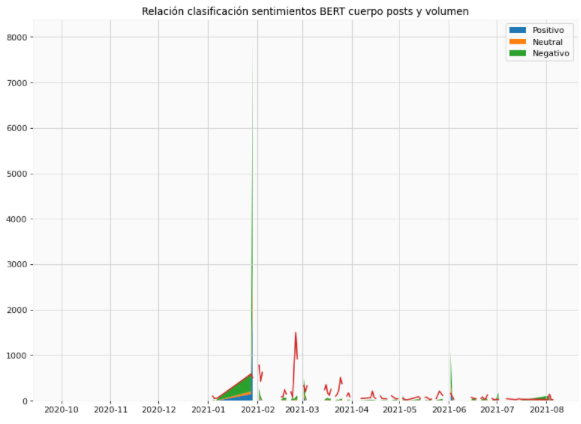 Relación clasificación sentimientos BERT cuerpo posts y volumen
Positivo
Neutral
Negativo
8000
7000
6000
5000
4000
3000
2000
1000
0
2020-10 2020-11 2020-12 2021-01 2021-02 2021-03 2021-04 2021-05 2021-06 2021-07 2021-08